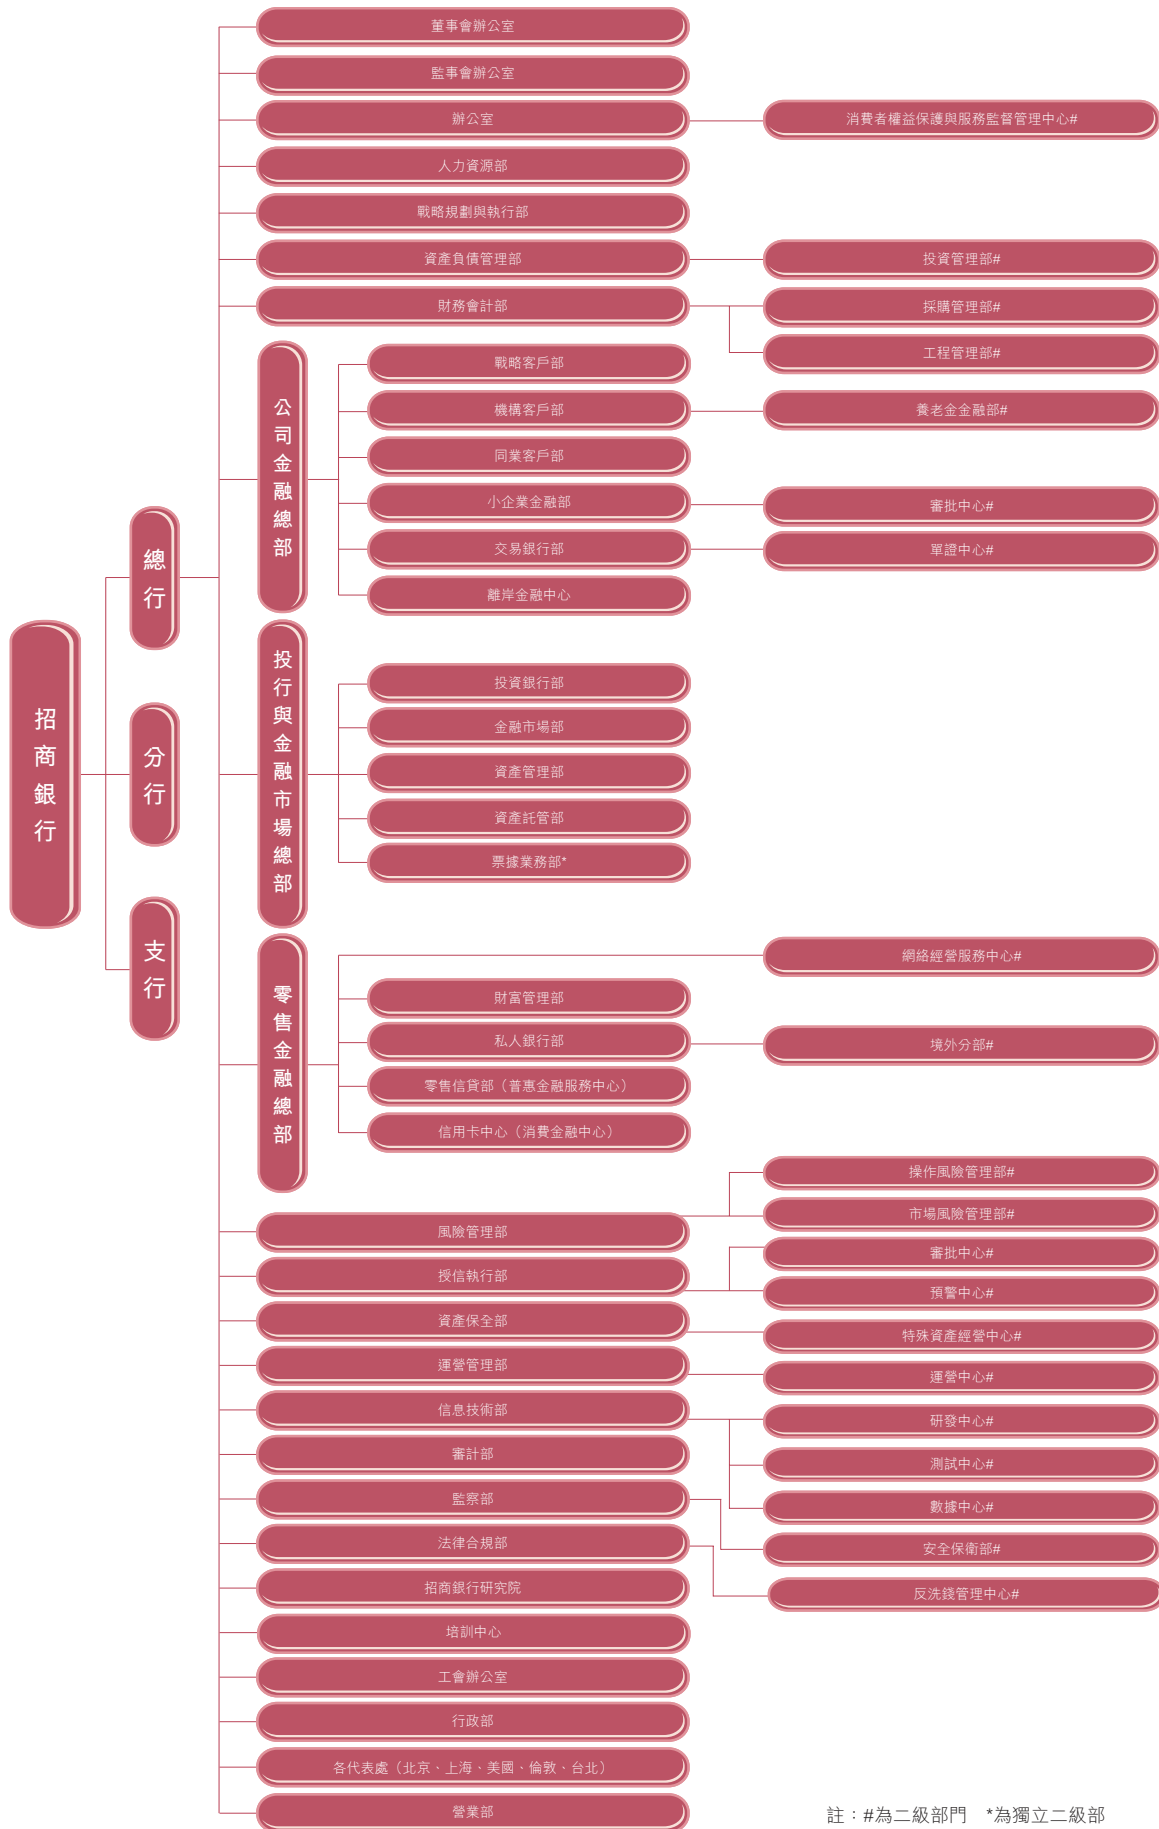 招商銀行
總行
分行
支行
董事會辦公室
監事會辦公室
辦公室
消費者權益保護與服務監督管理中心#
人力資源部
戰略規劃與執行部
資產負債管理部
投資管理部#
財務會計部
採購管理部#
工程管理部#
公司金融總部
戰略客戶部
機構客戶部
養老金金融部#
同業客戶部
小企業金融部
審批中心#
交易銀行部
單證中心#
離岸金融中心
投行與金融市場總部
投資銀行部
金融市場部
資產管理部
資產託管部
票據業務部*
零售金融總部
網絡經營服務中心#
財富管理部
私人銀行部
境外分部#
零售信貸部（普惠金融服務中心）
信用卡中心（消費金融中心）
風險管理部
操作風險管理部#
市場風險管理部#
授信執行部
審批中心#
預警中心#
資產保全部
特殊資產經營中心#
運營管理部
運營中心#
信息技術部
研發中心#
測試中心#
數據中心#
審計部
監察部
安全保衛部#
法律合規部
反洗錢管理中心#
招商銀行研究院
培訓中心
工會辦公室
行政部
各代表處（北京、上海、美國、倫敦、台北）
營業部
註：#為二級部門　*為獨立二級部